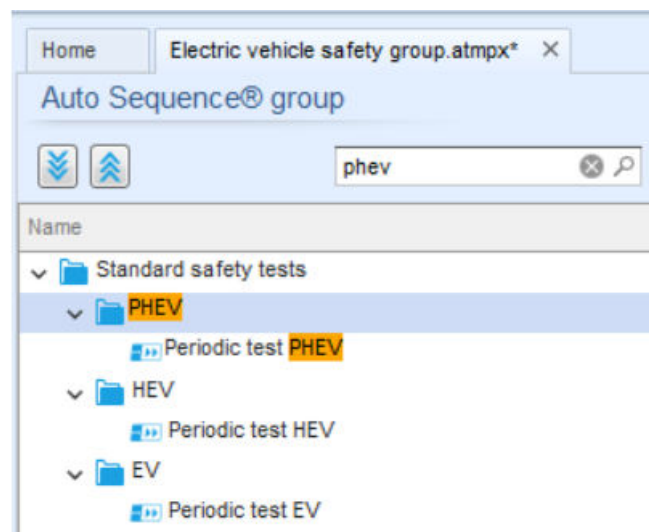 Home Electric vehicle safety group.atmpx*
Auto Sequence® group
phev
Name
Standard safety tests
PHEV
Periodic test PHEV
HEV
Periodic test HEV
EV
Periodic test EV